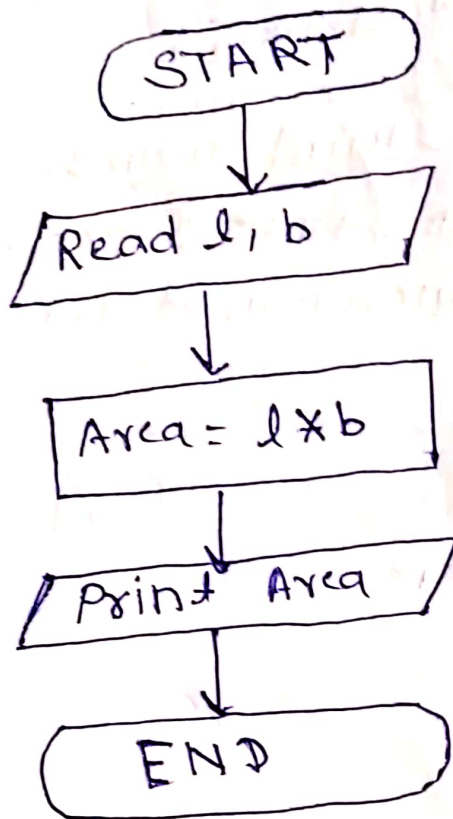 START
Read l, b
Area = l * b
Print Area
END